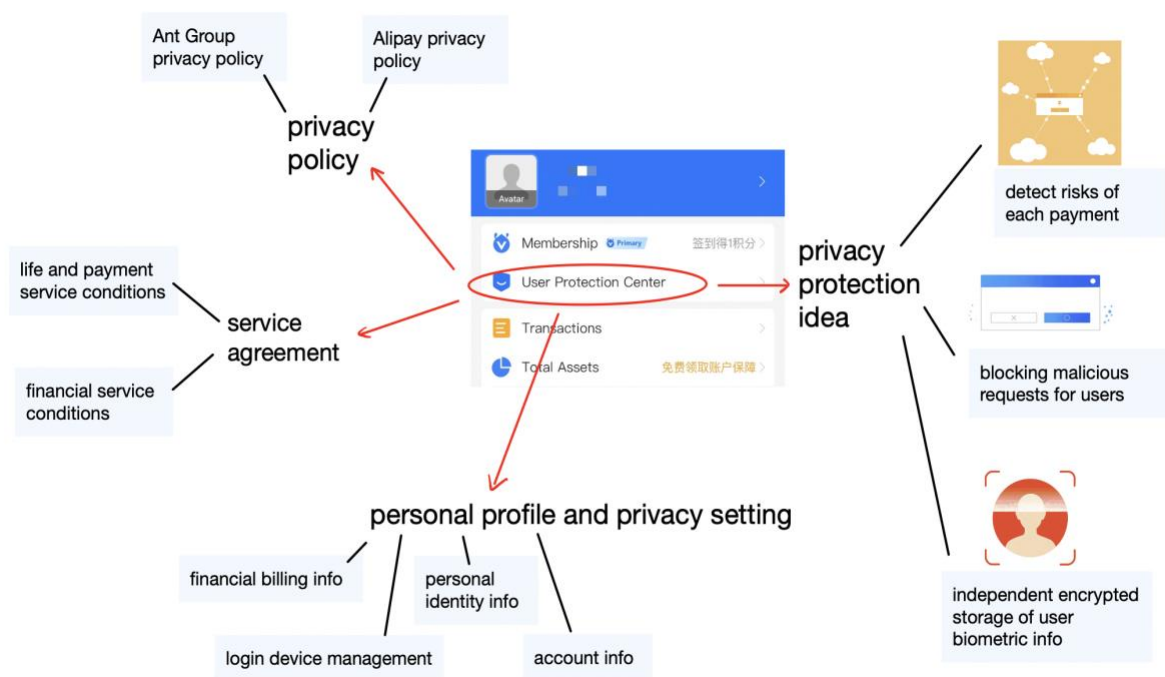 Ant Group
privacy policy
Alipay privacy
policy
privacy
policy
detect risks of
each payment
Avatar
Membership Primary 签到得1积分
User Protection Center
Transactions
Total Assets 免费领取账户保障
privacy
protection
idea
life and payment
service conditions
service
agreement
financial service
conditions
blocking malicious
requests for users
personal profile and privacy setting
financial billing info
personal
identity info
login device management
account info
independent encrypted
storage of user
biometric info